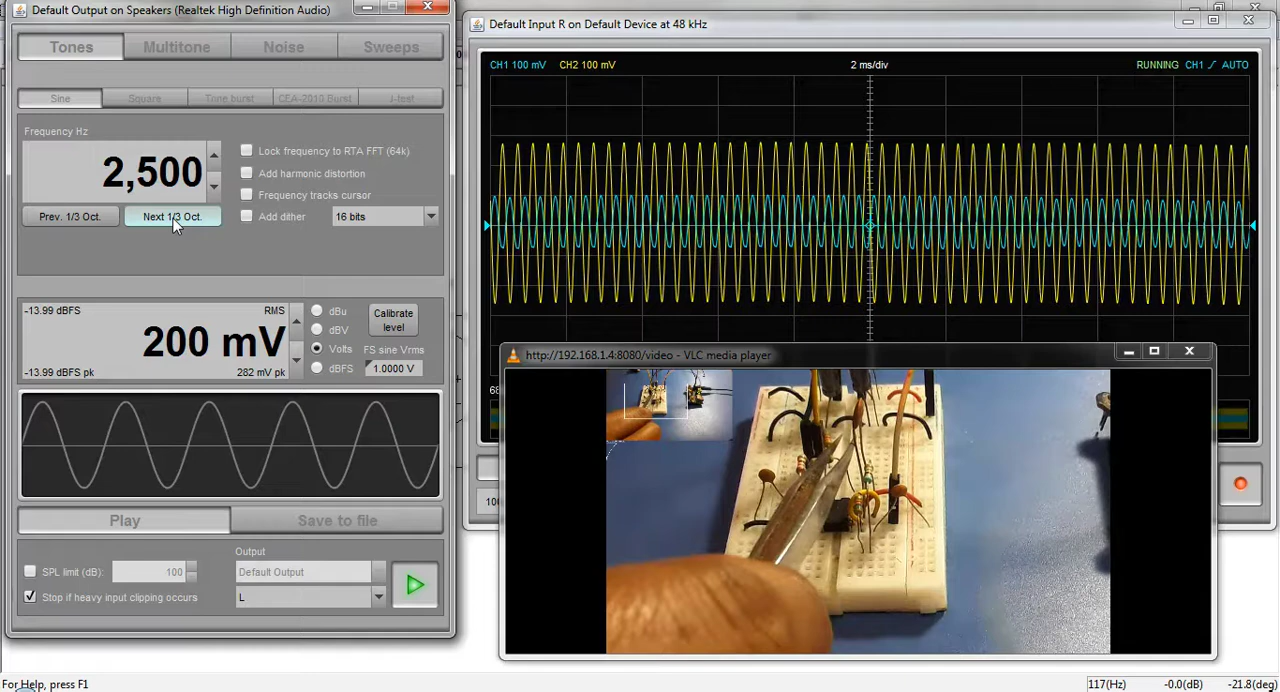 Default Output on Speakers (Realtek High Definition Audio)
Tones Multitone Noise Sweeps
Sine Square Tone burst CEA-2010 Burst J-test
Frequency Hz
2,500
Prev. 1/3 Oct. Next 1/3 Oct.
Lock frequency to RTA FFT (64k)
Add harmonic distortion
Frequency tracks cursor
Add dither 16 bits
-13.99 dBFS RMS
200 mV
-13.99 dBFS pk 282 mV pk
dBu
dBV
Volts
dBFS
Calibrate
level
FS sine Vrms
1.0000 V
Play Save to file
SPL limit (dB): 100
Stop if heavy input clipping occurs
Output
Default Output
L
Default Input R on Default Device at 48 kHz
CH1 100 mV CH2 100 mV 2 ms/div RUNNING CH1 AUTO
http://192.168.1.4:8080/video - VLC media player
For Help, press F1
117(Hz) -0.0(dB) -21.8(deg)